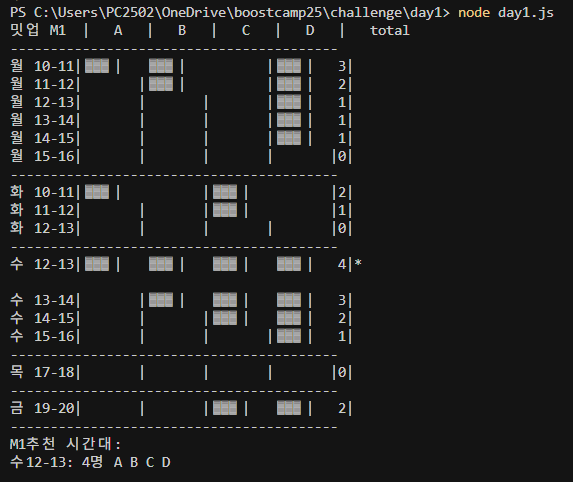 PS C:\Users\PC2502\OneDrive\boostcamp25\challenge\day1> node day1.js
밋업 M1  |   A   |   B   |   C   |   D   |   total
-----------------------------------------
월 10-11|▒▒▒ |   ▒▒▒ |          |▒▒▒ |   3|
월 11-12|       |▒▒▒ |          |▒▒▒ |   2|
월 12-13|       |       |        ▒▒▒ |   1|
월 13-14|       |       |        ▒▒▒ |   1|
월 14-15|       |       |        ▒▒▒ |   1|
월 15-16|       |       |       |       |0|
-----------------------------------------
화 10-11|▒▒▒ |          |▒▒▒ |          |2|
화 11-12|       |        ▒▒▒ |          |1|
화 12-13|       |       |       |       |0|
-----------------------------------------
수 12-13|▒▒▒ |   ▒▒▒ |   ▒▒▒ |   ▒▒▒ |   4|*
수 13-14|       |▒▒▒ |   ▒▒▒ |   ▒▒▒ |   3|
수 14-15|       |       |▒▒▒ |   ▒▒▒ |   2|
수 15-16|       |       |       |▒▒▒ |   1|
-----------------------------------------
목 17-18|       |       |       |       |0|
-----------------------------------------
금 19-20|       |       |▒▒▒ |   ▒▒▒ |   2|
-----------------------------------------
M1추천 시간대:
수12-13: 4명 A B C D